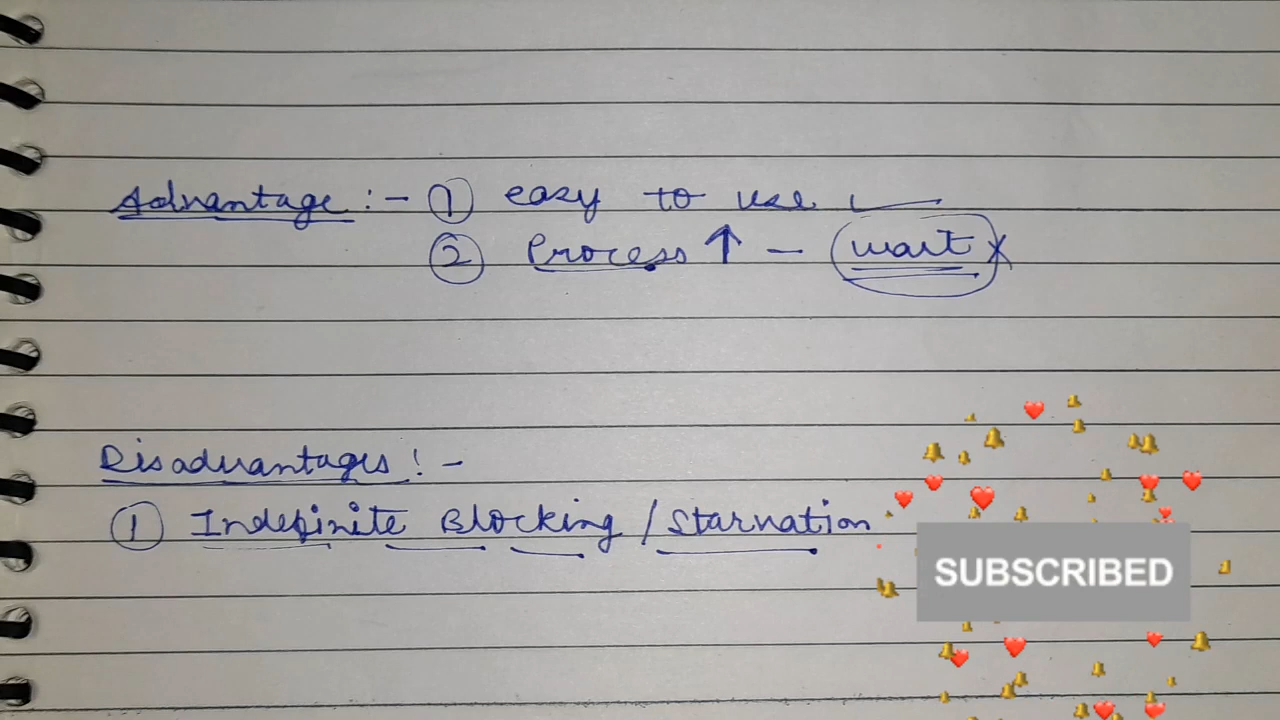 Advantage :- ① easy to use
② Process ↑ - (wait) X
Disadvantages :-
① Indefinite Blocking / Starvation
SUBSCRIBED